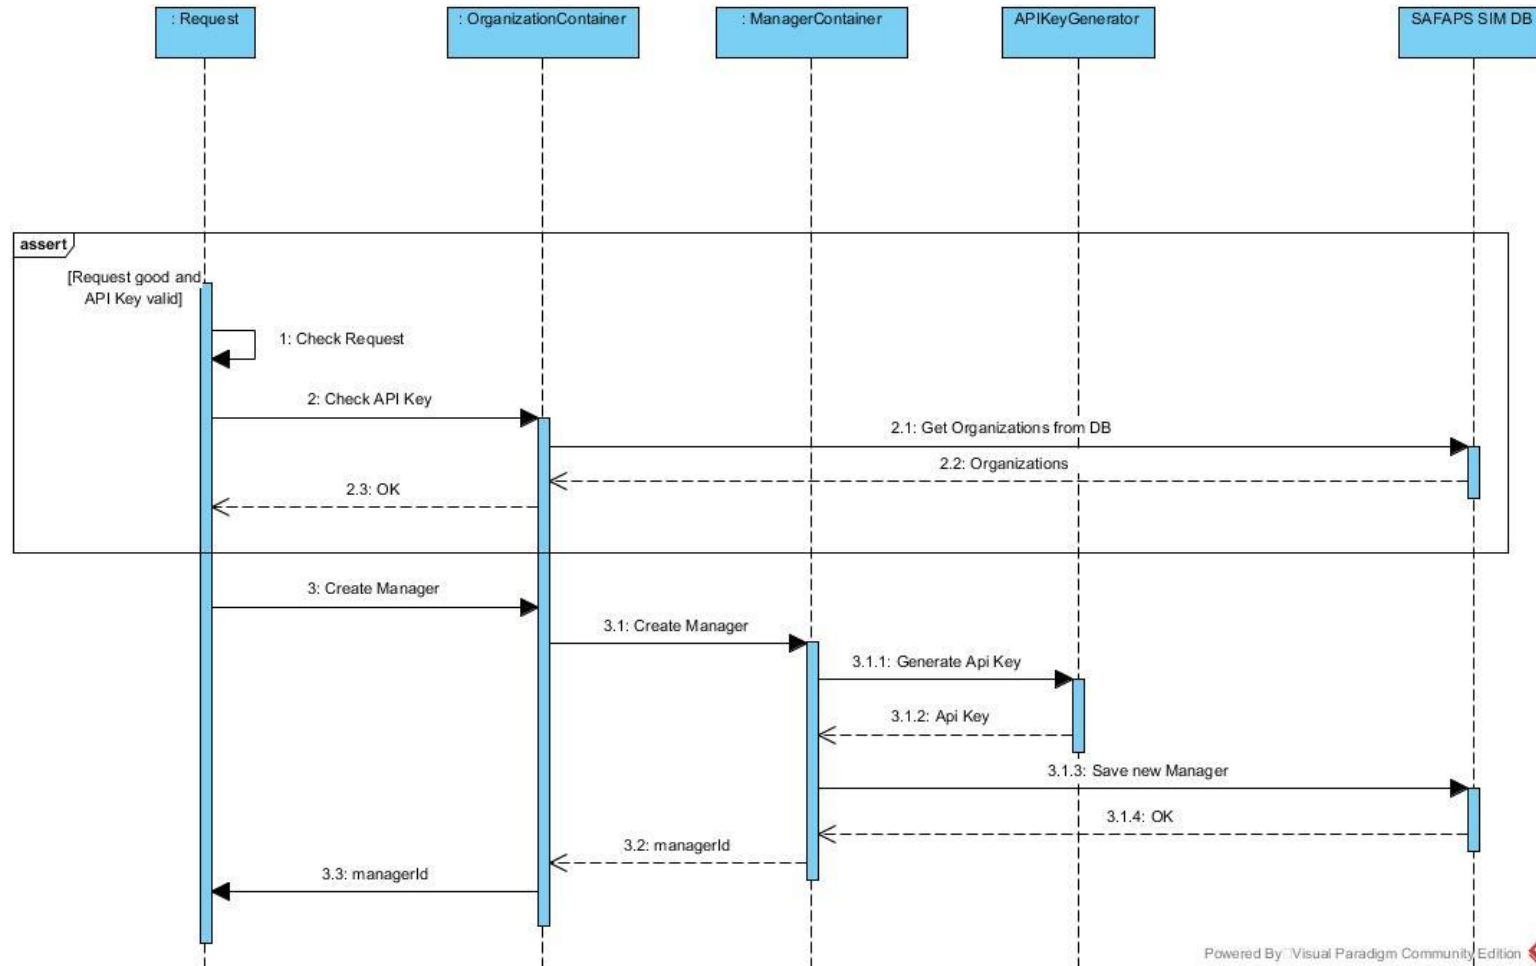 : Request
: OrganizationContainer
: ManagerContainer
APIKeyGenerator
SAFAPS SIM DB
assert
[Request good and
API Key valid]
1: Check Request
2: Check API Key
2.1: Get Organizations from DB
2.2: Organizations
2.3: OK
3: Create Manager
3.1: Create Manager
3.1.1: Generate Api Key
3.1.2: Api Key
3.1.3: Save new Manager
3.1.4: OK
3.2: managerId
3.3: managerId
Powered By Visual Paradigm Community Edition